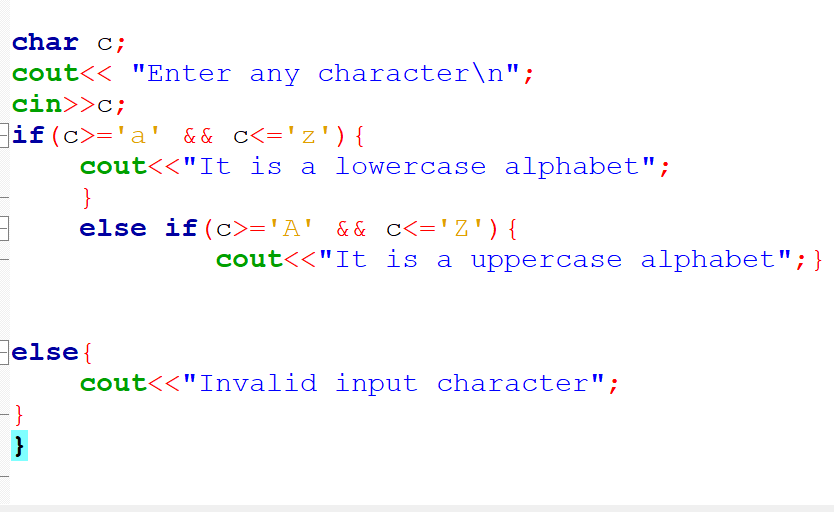 char c;
cout<< "Enter any character\n";
cin>>c;
if(c>='a' && c<='z'){
cout<<"It is a lowercase alphabet";
}
else if(c>='A' && c<='Z'){
cout<<"It is a uppercase alphabet";}
else{
cout<<"Invalid input character";
}
}